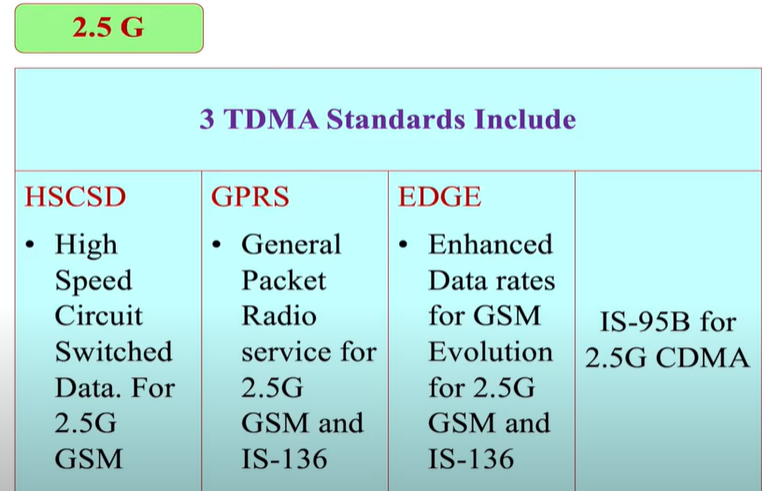 2.5 G
3 TDMA Standards Include
HSCSD
• High
Speed
Circuit
Switched
Data. For
2.5G
GSM
GPRS
• General
Packet
Radio
service for
2.5G
GSM and
IS-136
EDGE
• Enhanced
Data rates
for GSM
Evolution
for 2.5G
GSM and
IS-136
IS-95B for
2.5G CDMA